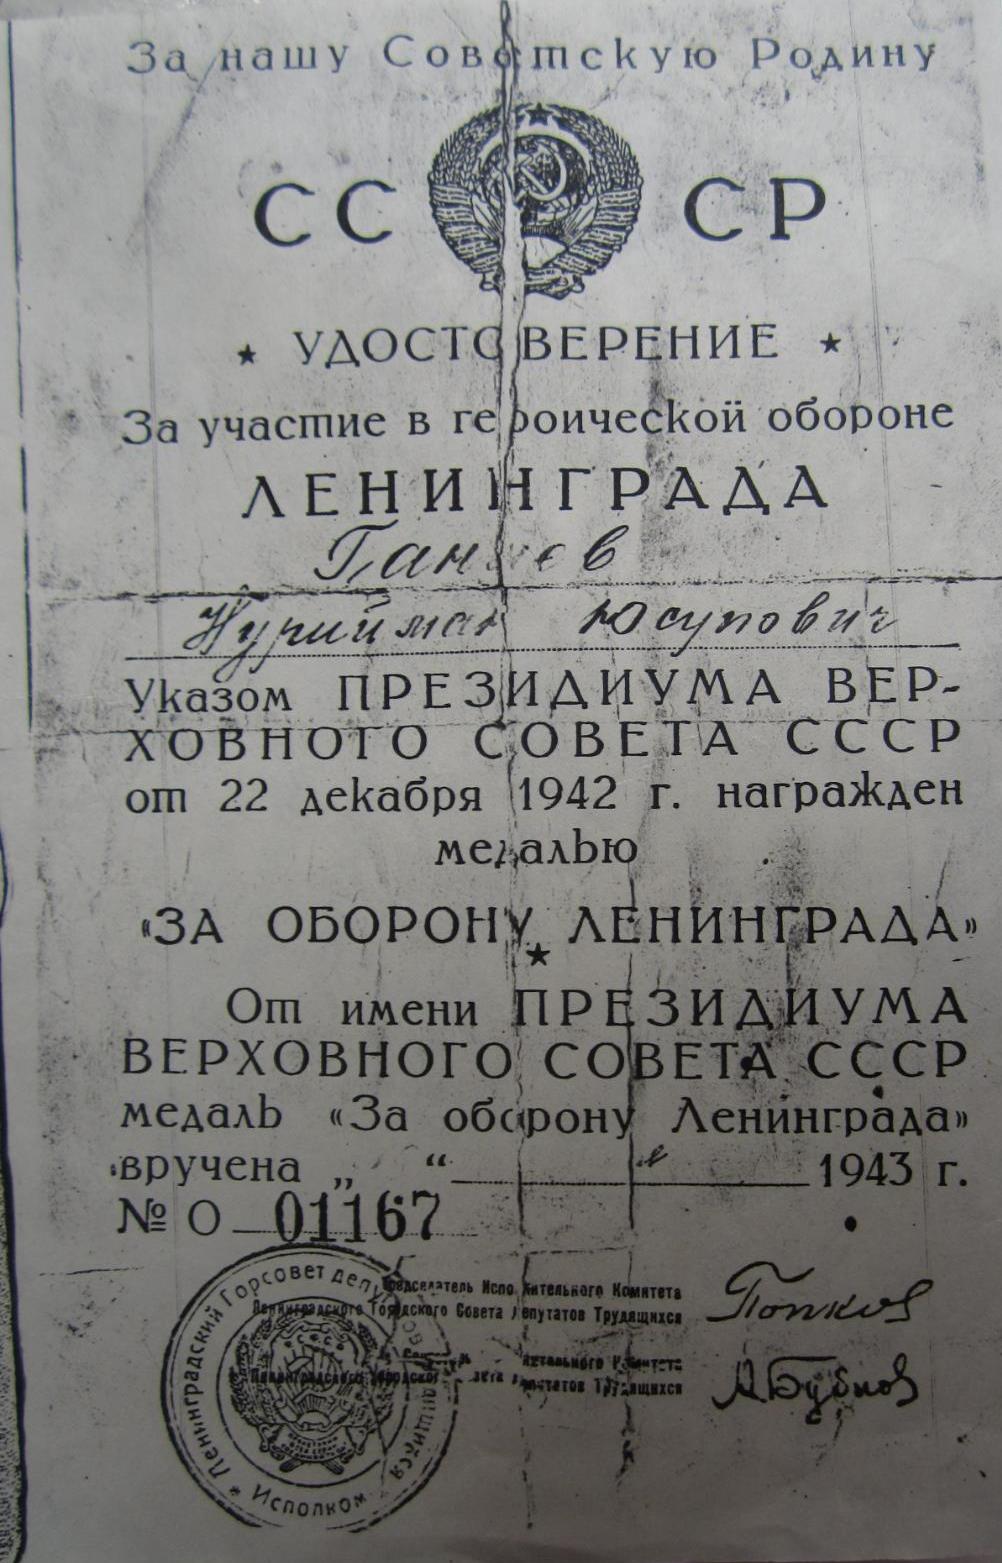 За нашу Советскую Родину
СС СР
УДОСТОВЕРЕНИЕ
За участие в героической обороне
ЛЕНИНГРАДА
Юсупович
Указом ПРЕЗИДИУМА ВЕР-
ХОВНОГО СОВЕТА СССР
от 22 декабря 1942 г. награжден
медалью
«ЗА ОБОРОНУ ЛЕНИНГРАДА»
От имени ПРЕЗИДИУМА
ВЕРХОВНОГО СОВЕТА СССР
медаль «За оборону Ленинграда»
вручена „ “ 1943 г.
№ О 01167
Председатель Исполнительного Комитета
Ленинградского Городского Совета депутатов Трудящихся
Попков
Исполнительного Комитета
Ленинградского Городского Совета депутатов Трудящихся
А Бубнов
Ленинградский Горсовет депутатов трудящихся
Исполком